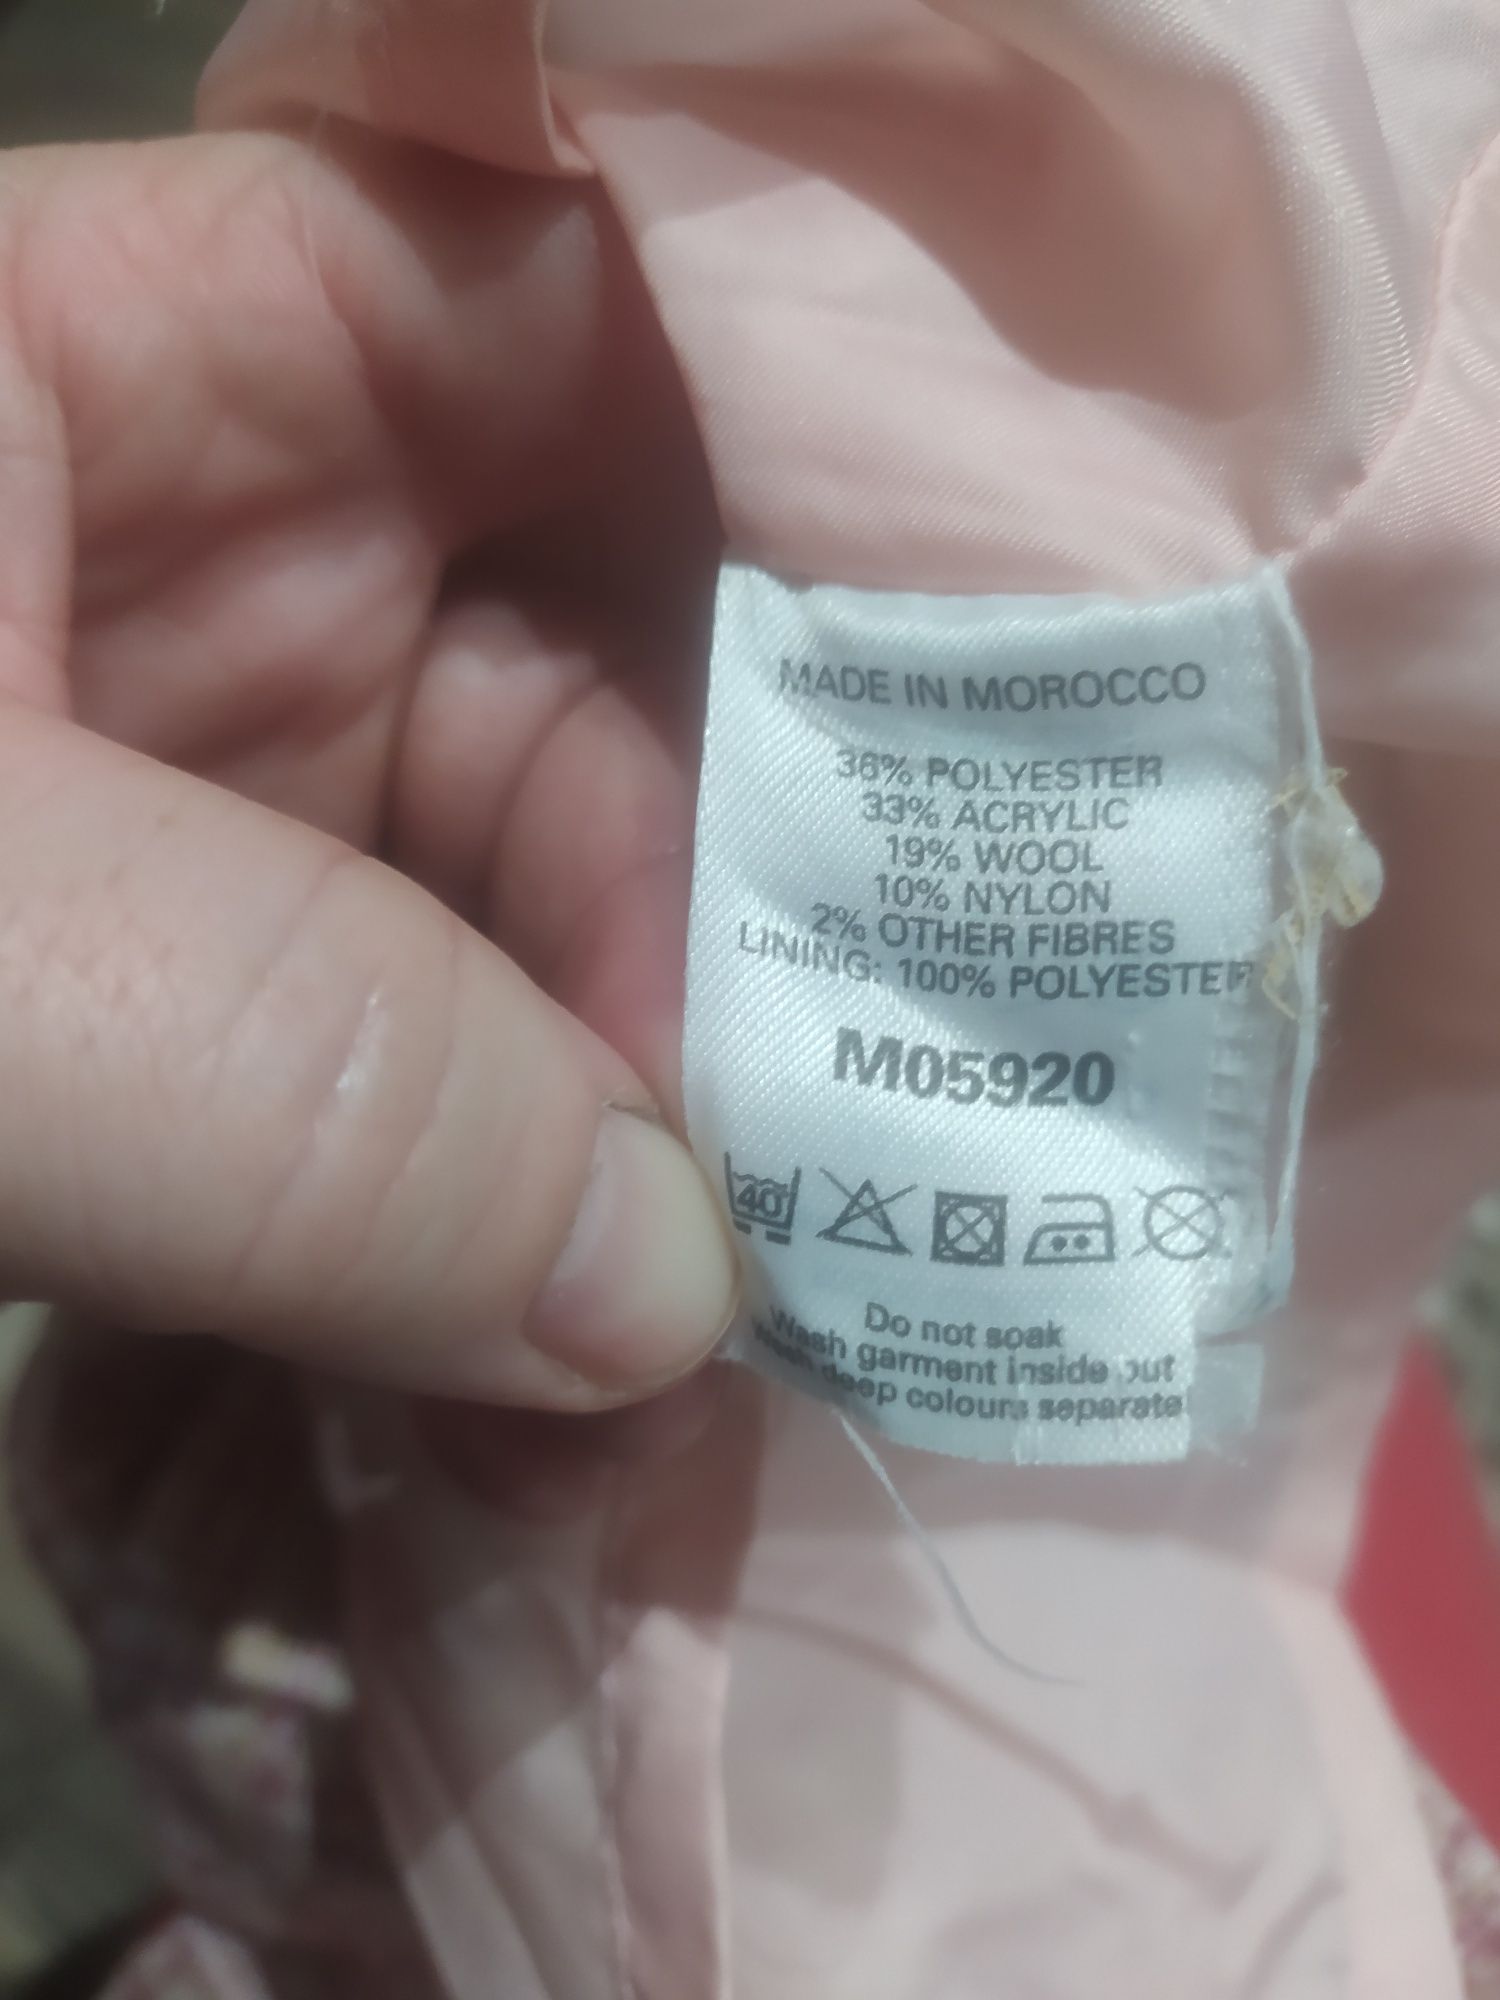 MADE IN MOROCCO
36% POLYESTER
33% ACRYLIC
19% WOOL
10% NYLON
2% OTHER FIBRES
LINING: 100% POLYESTER
M05920
40
Do not soak
Wash garment inside out
Wash deep colours separate